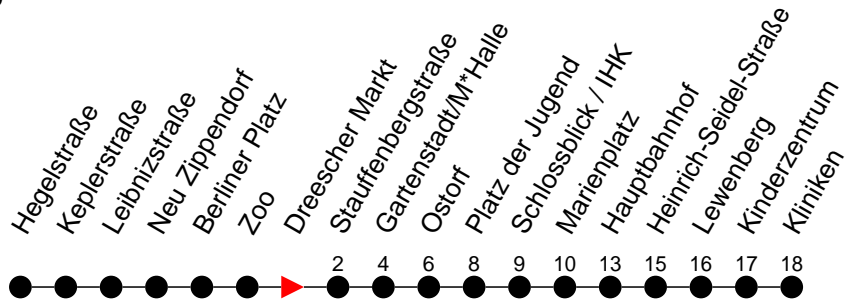 Hegelstraße
Keplerstraße
Leibnizstraße
Neu Zippendorf
Berliner Platz
Zoo
Dreescher Markt
Stauffenbergstraße
Gartenstadt/M*Halle
Ostorf
Platz der Jugend
Schlossblick / IHK
Marienplatz
Hauptbahnhof
Heinrich-Seidel-Straße
Lewenberg
Kinderzentrum
Kliniken
2 4 6 8 9 10 13 15 16 17 18